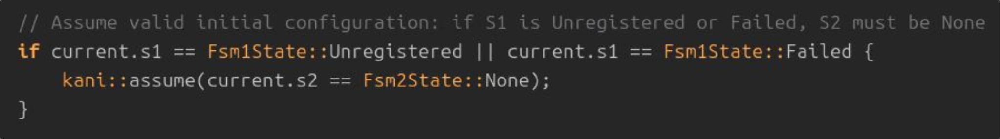 // Assume valid initial configuration: if S1 is Unregistered or Failed, S2 must be None
if current.s1 == Fsm1State::Unregistered || current.s1 == Fsm1State::Failed {
    kani::assume(current.s2 == Fsm2State::None);
}